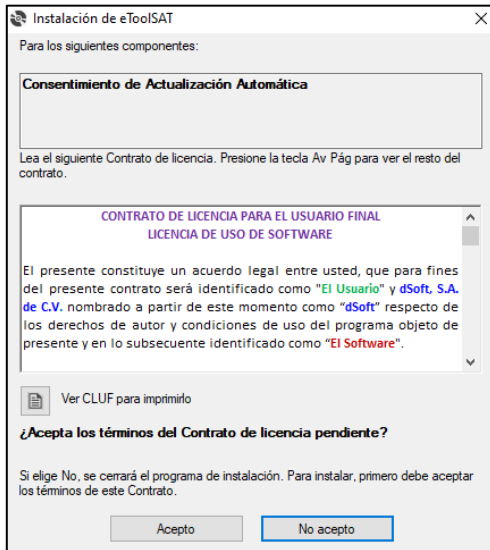 Instalación de eToolSAT
Para los siguientes componentes:
Consentimiento de Actualización Automática
Lea el siguiente Contrato de licencia. Presione la tecla Av Pág para ver el resto del
contrato.
CONTRATO DE LICENCIA PARA EL USUARIO FINAL
LICENCIA DE USO DE SOFTWARE
El presente constituye un acuerdo legal entre usted, que para fines
del presente contrato será identificado como "El Usuario" y dSoft, S.A.
de C.V. nombrado a partir de este momento como “dSoft” respecto de
los derechos de autor y condiciones de uso del programa objeto de
presente y en lo subsecuente identificado como “El Software".
Ver CLUF para imprimirlo
¿Acepta los términos del Contrato de licencia pendiente?
Si elige No, se cerrará el programa de instalación. Para instalar, primero debe aceptar
los términos de este Contrato.
Acepto
No acepto